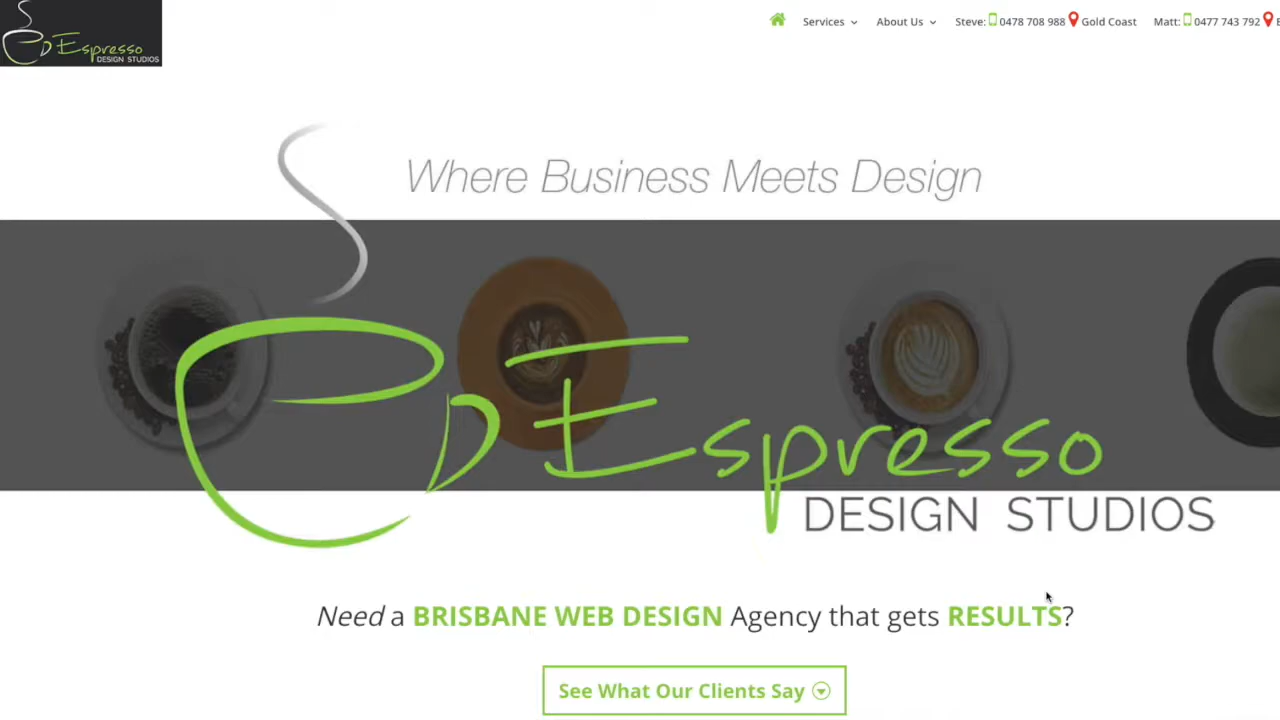 Espresso
DESIGN STUDIOS
Services
About Us
Steve: 0478 708 988 Gold Coast
Matt: 0477 743 792
Where Business Meets Design
Espresso
DESIGN STUDIOS
Need a BRISBANE WEB DESIGN Agency that gets RESULTS?
See What Our Clients Say